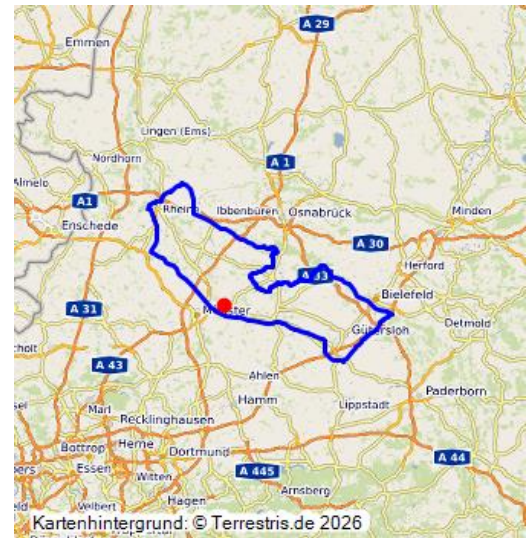 A 29
Emmen
Lingen (Ems)
A 1
Nordhorn
Almelo
A1
Rheine
Ibbenbüren
Osnabrück
Minden
Enschede
A 30
Herford
A 33
Bielefeld
A 31
Münster
Gütersloh
Detmold
A 43
Ahlen
Hamm
Lippstadt
Paderborn
Marl
Recklinghausen
Bottrop
Herne
Dortmund
A 44
Essen
Witten
A 445
Arnsberg
Velbert
Hagen
Kartenhintergrund: © Terrestris.de 2026